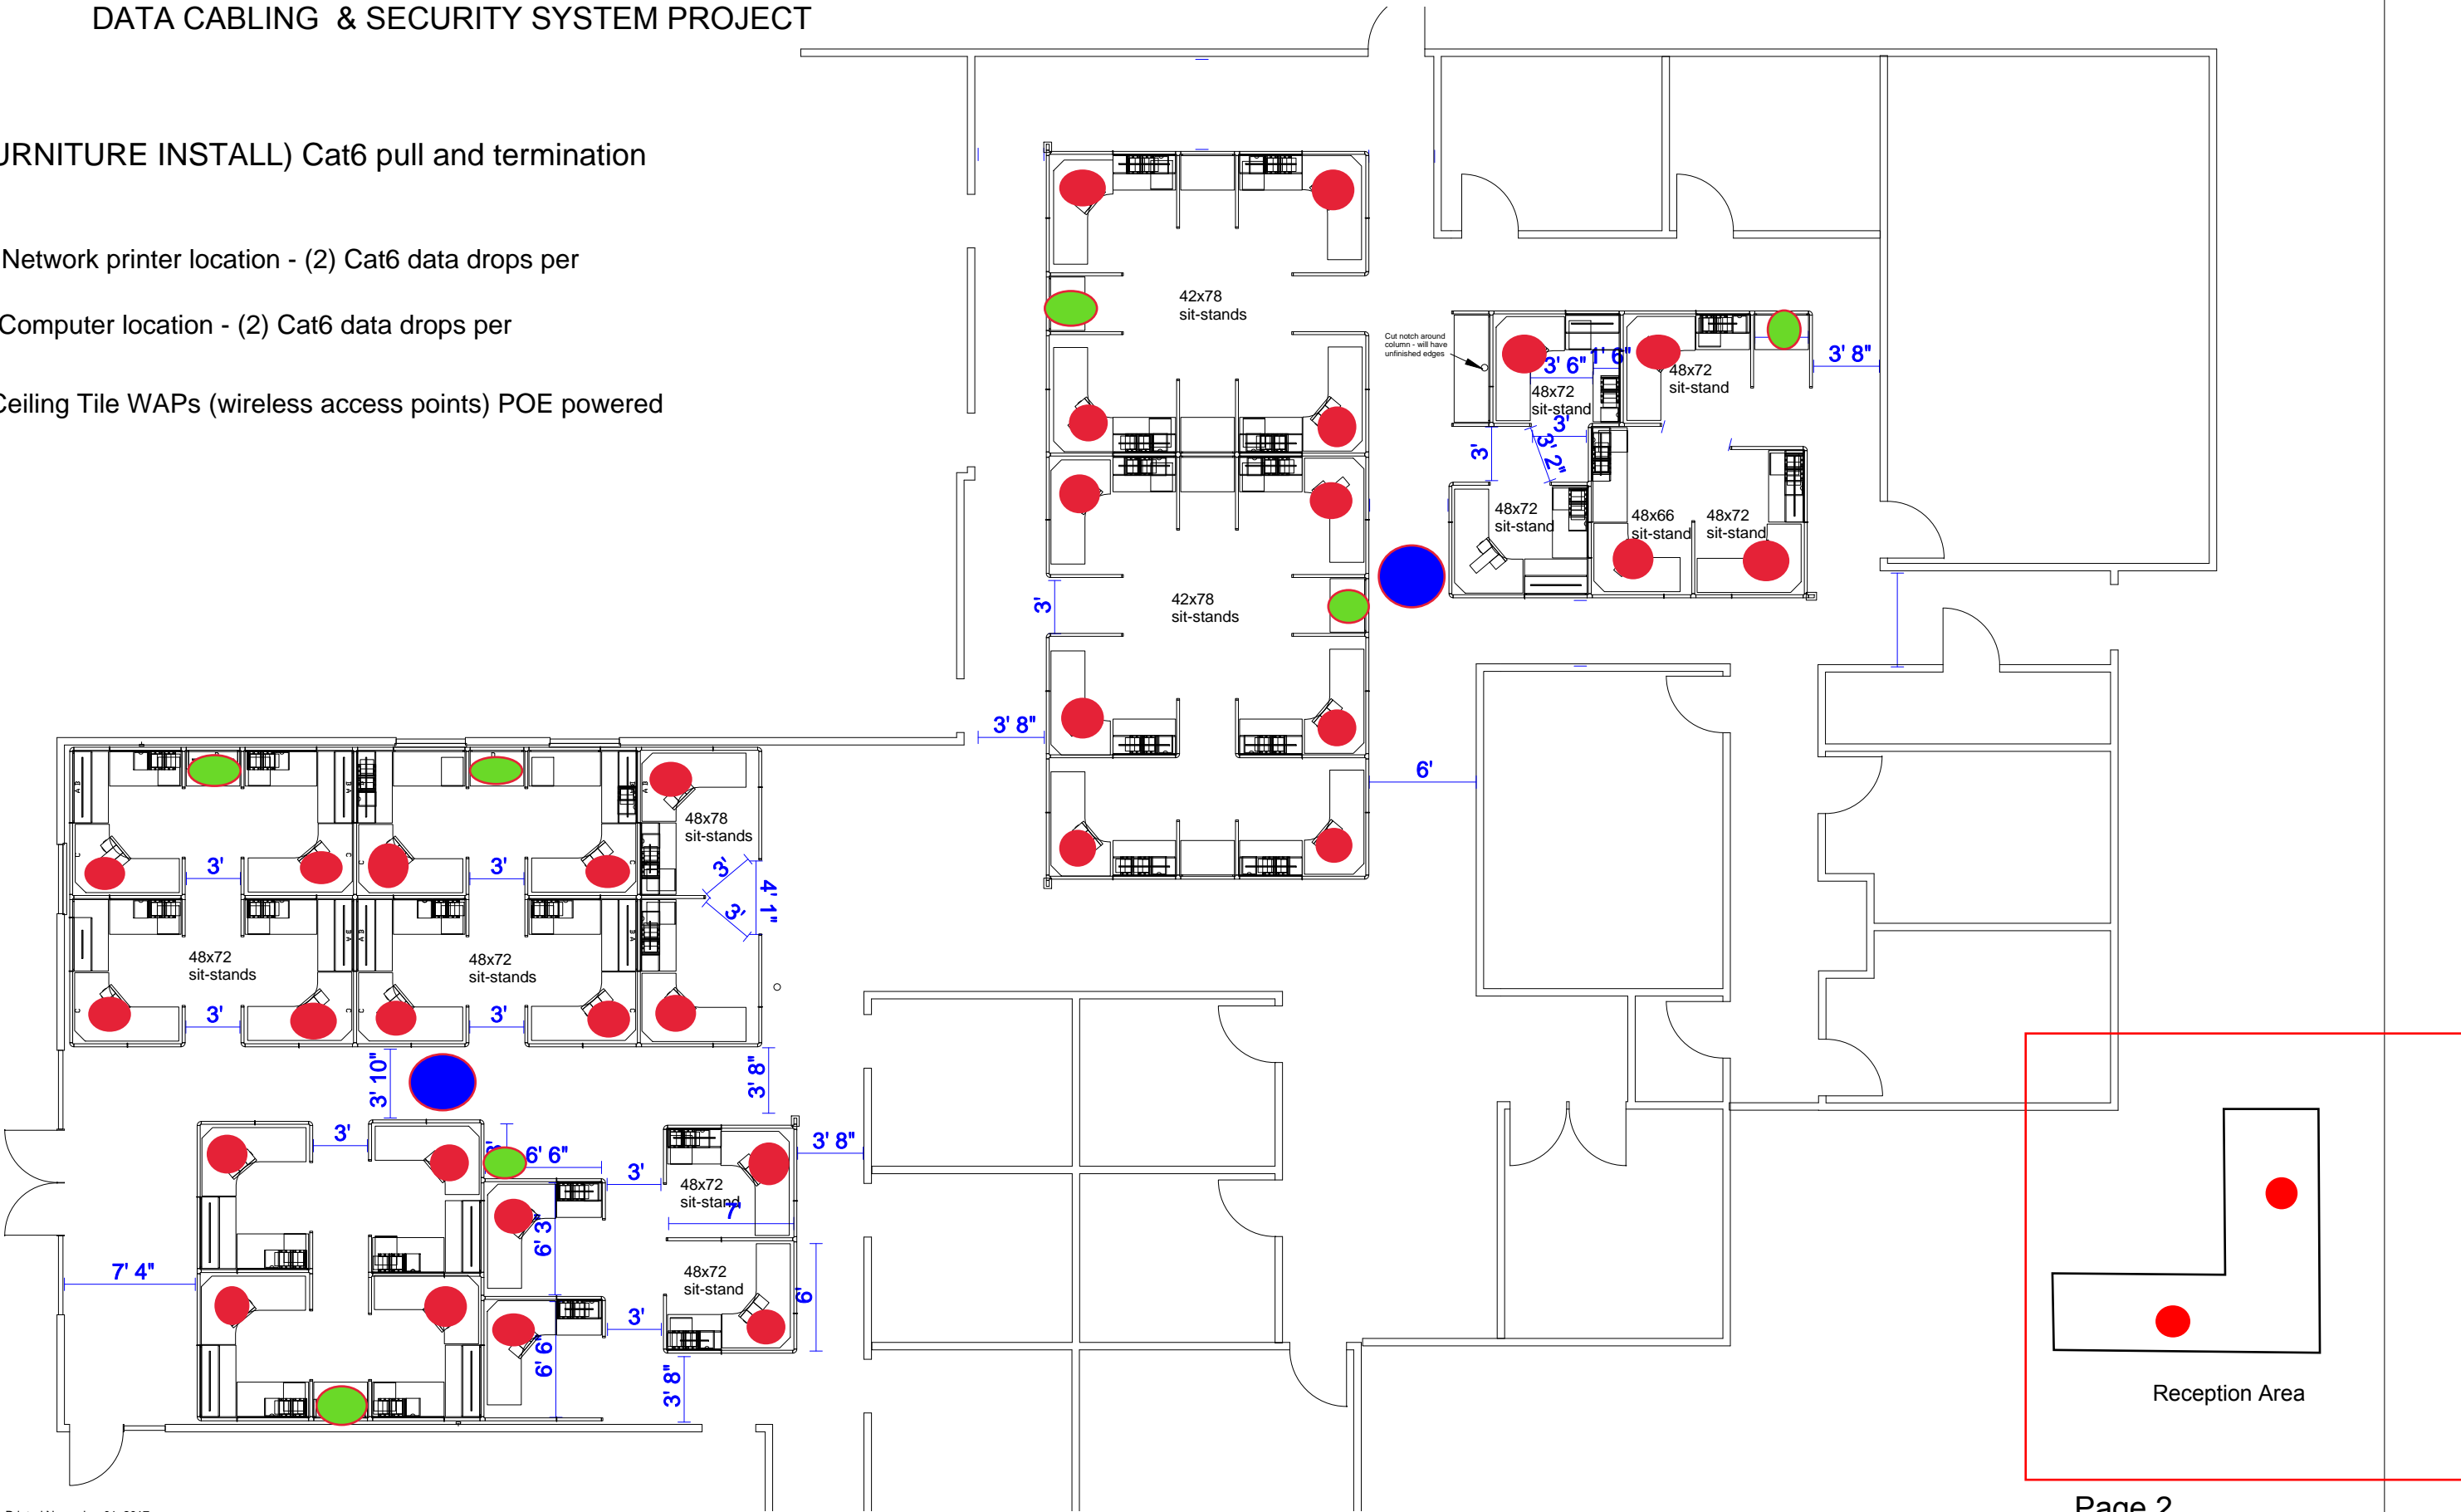 DATA CABLING & SECURITY SYSTEM PROJECT
URNITURE INSTALL) Cat6 pull and termination
Network printer location - (2) Cat6 data drops per
Computer location - (2) Cat6 data drops per
Ceiling Tile WAPs (wireless access points) POE powered
42x78
sit-stands
Cut notch around
column - will have
unfinished edges
3' 6"
1' 6"
48x72
sit-stand
48x72
sit-stand
3' 8"
3'
3'
3' 2"
48x72
sit-stand
48x66
sit-stand
48x72
sit-stand
3'
42x78
sit-stands
3' 8"
6'
48x78
sit-stands
3'
3'
3'
3'
4' 1"
48x72
sit-stands
48x72
sit-stands
3'
3'
3' 10"
3' 8"
3'
6' 6"
3'
3' 8"
48x72
sit-stand
7'
6' 3"
7' 4"
48x72
sit-stand
6'
3'
6' 6"
3' 8"
Reception Area
Page 2